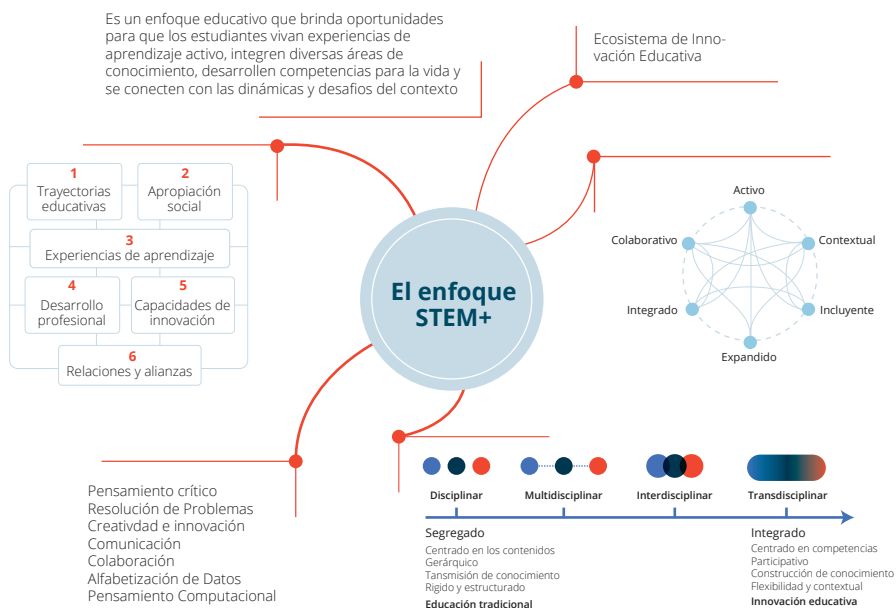 Es un enfoque educativo que brinda oportunidades
para que los estudiantes vivan experiencias de
aprendizaje activo, integren diversas áreas de
conocimiento, desarrollen competencias para la vida y
se conecten con las dinámicas y desafios del contexto
Ecosistema de Inno-
vación Educativa
1
Trayectorias
educativas
2
Apropiación
social
3
Experiencias de aprendizaje
4
Desarrollo
profesional
5
Capacidades de
innovación
6
Relaciones y alianzas
El enfoque
STEM+
Activo
Colaborativo
Contextual
Integrado
Incluyente
Expandido
Pensamiento crítico
Resolución de Problemas
Creativdad e innovación
Comunicación
Colaboración
Alfabetización de Datos
Pensamiento Computacional
Disciplinar
Multidisciplinar
Interdisciplinar
Transdisciplinar
Segregado
Centrado en los contenidos
Gerárquico
Tansmisión de conocimiento
Rigido y estructurado
Educación tradicional
Integrado
Centrado en competencias
Participativo
Construcción de conocimiento
Flexibilidad y contextual
Innovación educativa